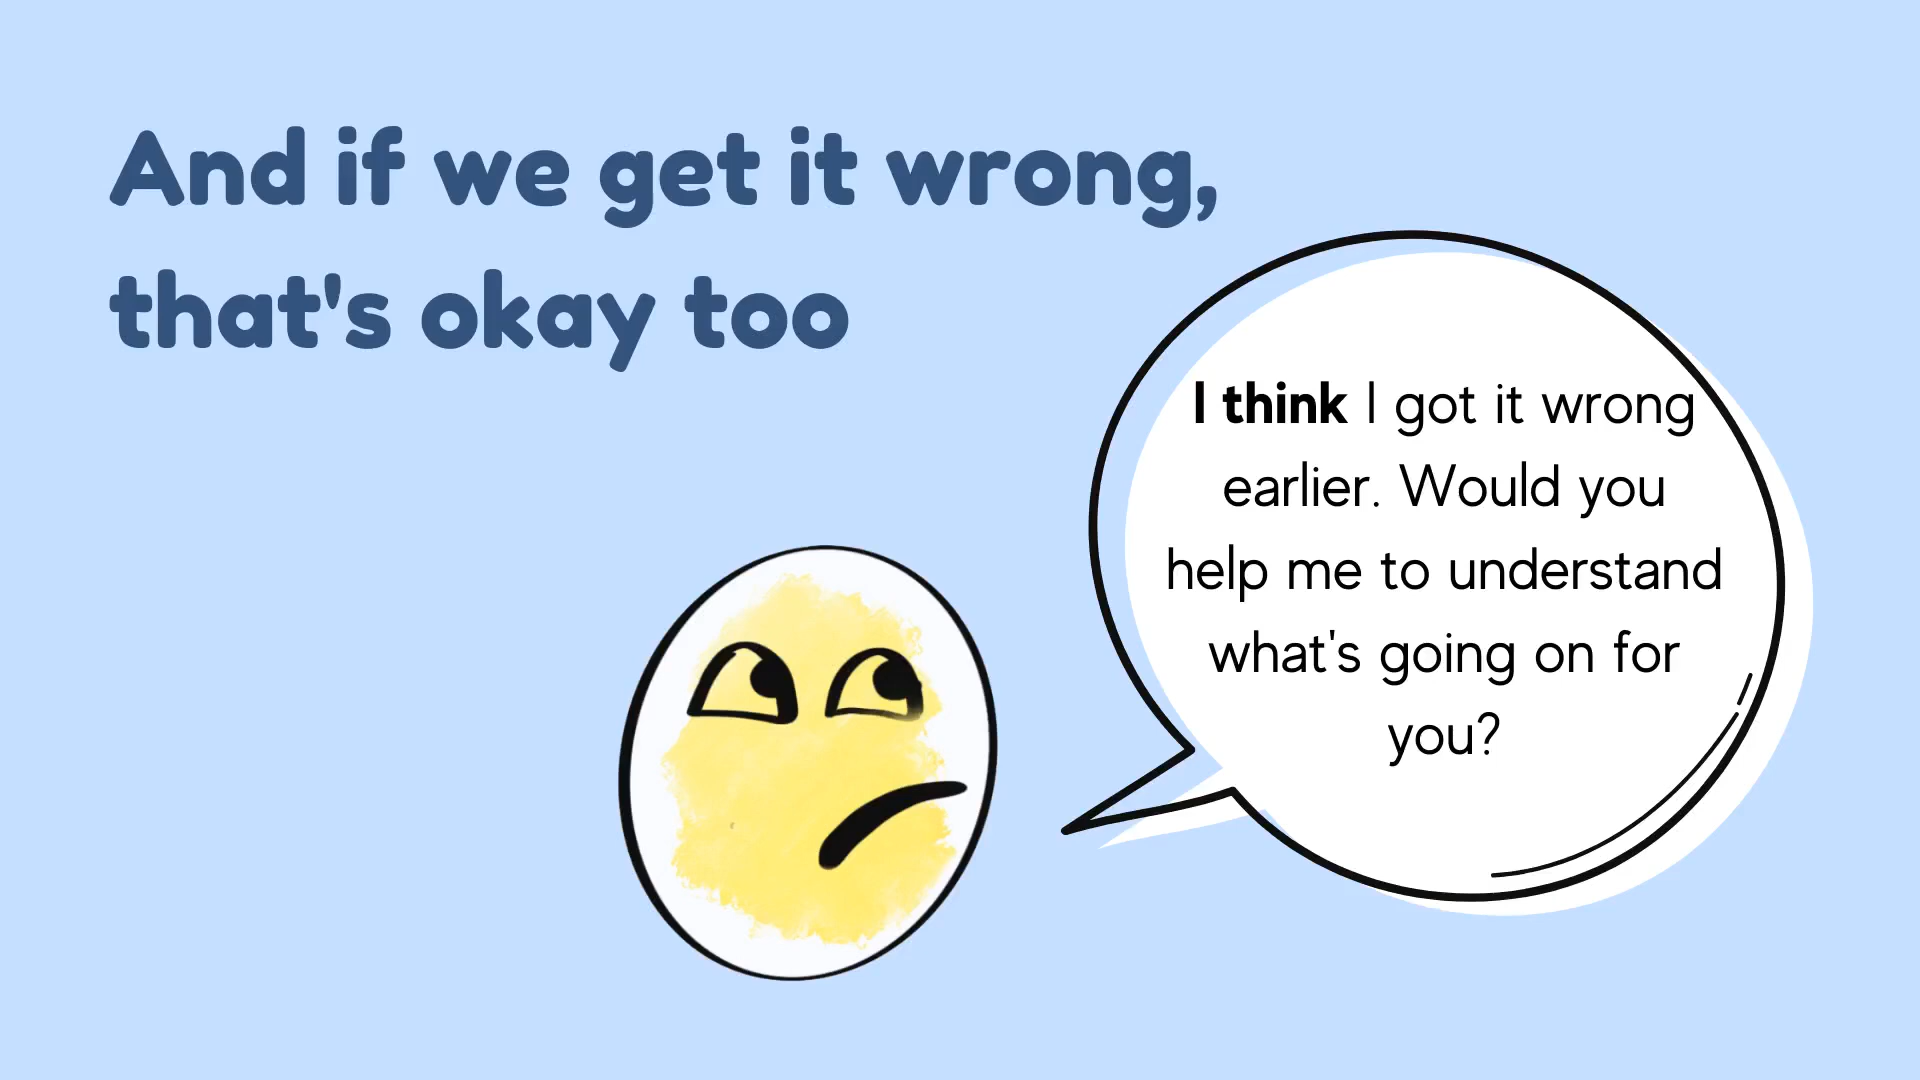 And if we get it wrong,
that's okay too
I think I got it wrong
earlier. Would you
help me to understand
what's going on for
you?